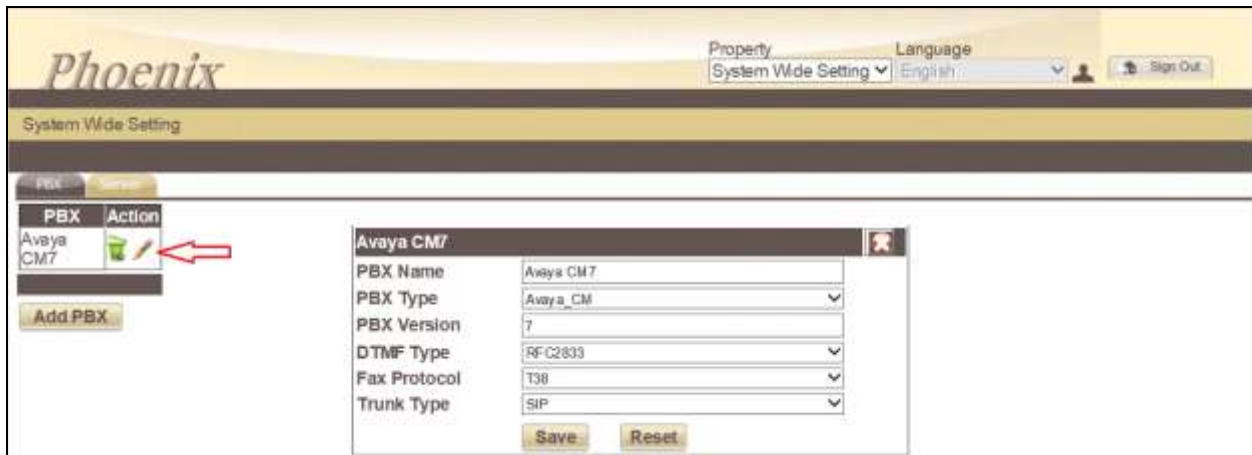 Phoenix
Property
Language
System Wide Setting
English
Sign Out
System Wide Setting
PBX
Server
PBX Action
Avaya CM7
PBX Name Avaya CM7
PBX Type Avaya_CM
PBX Version 7
DTMF Type RFC2833
Fax Protocol T38
Trunk Type SIP
Save Reset
Avaya
CM7
Add PBX